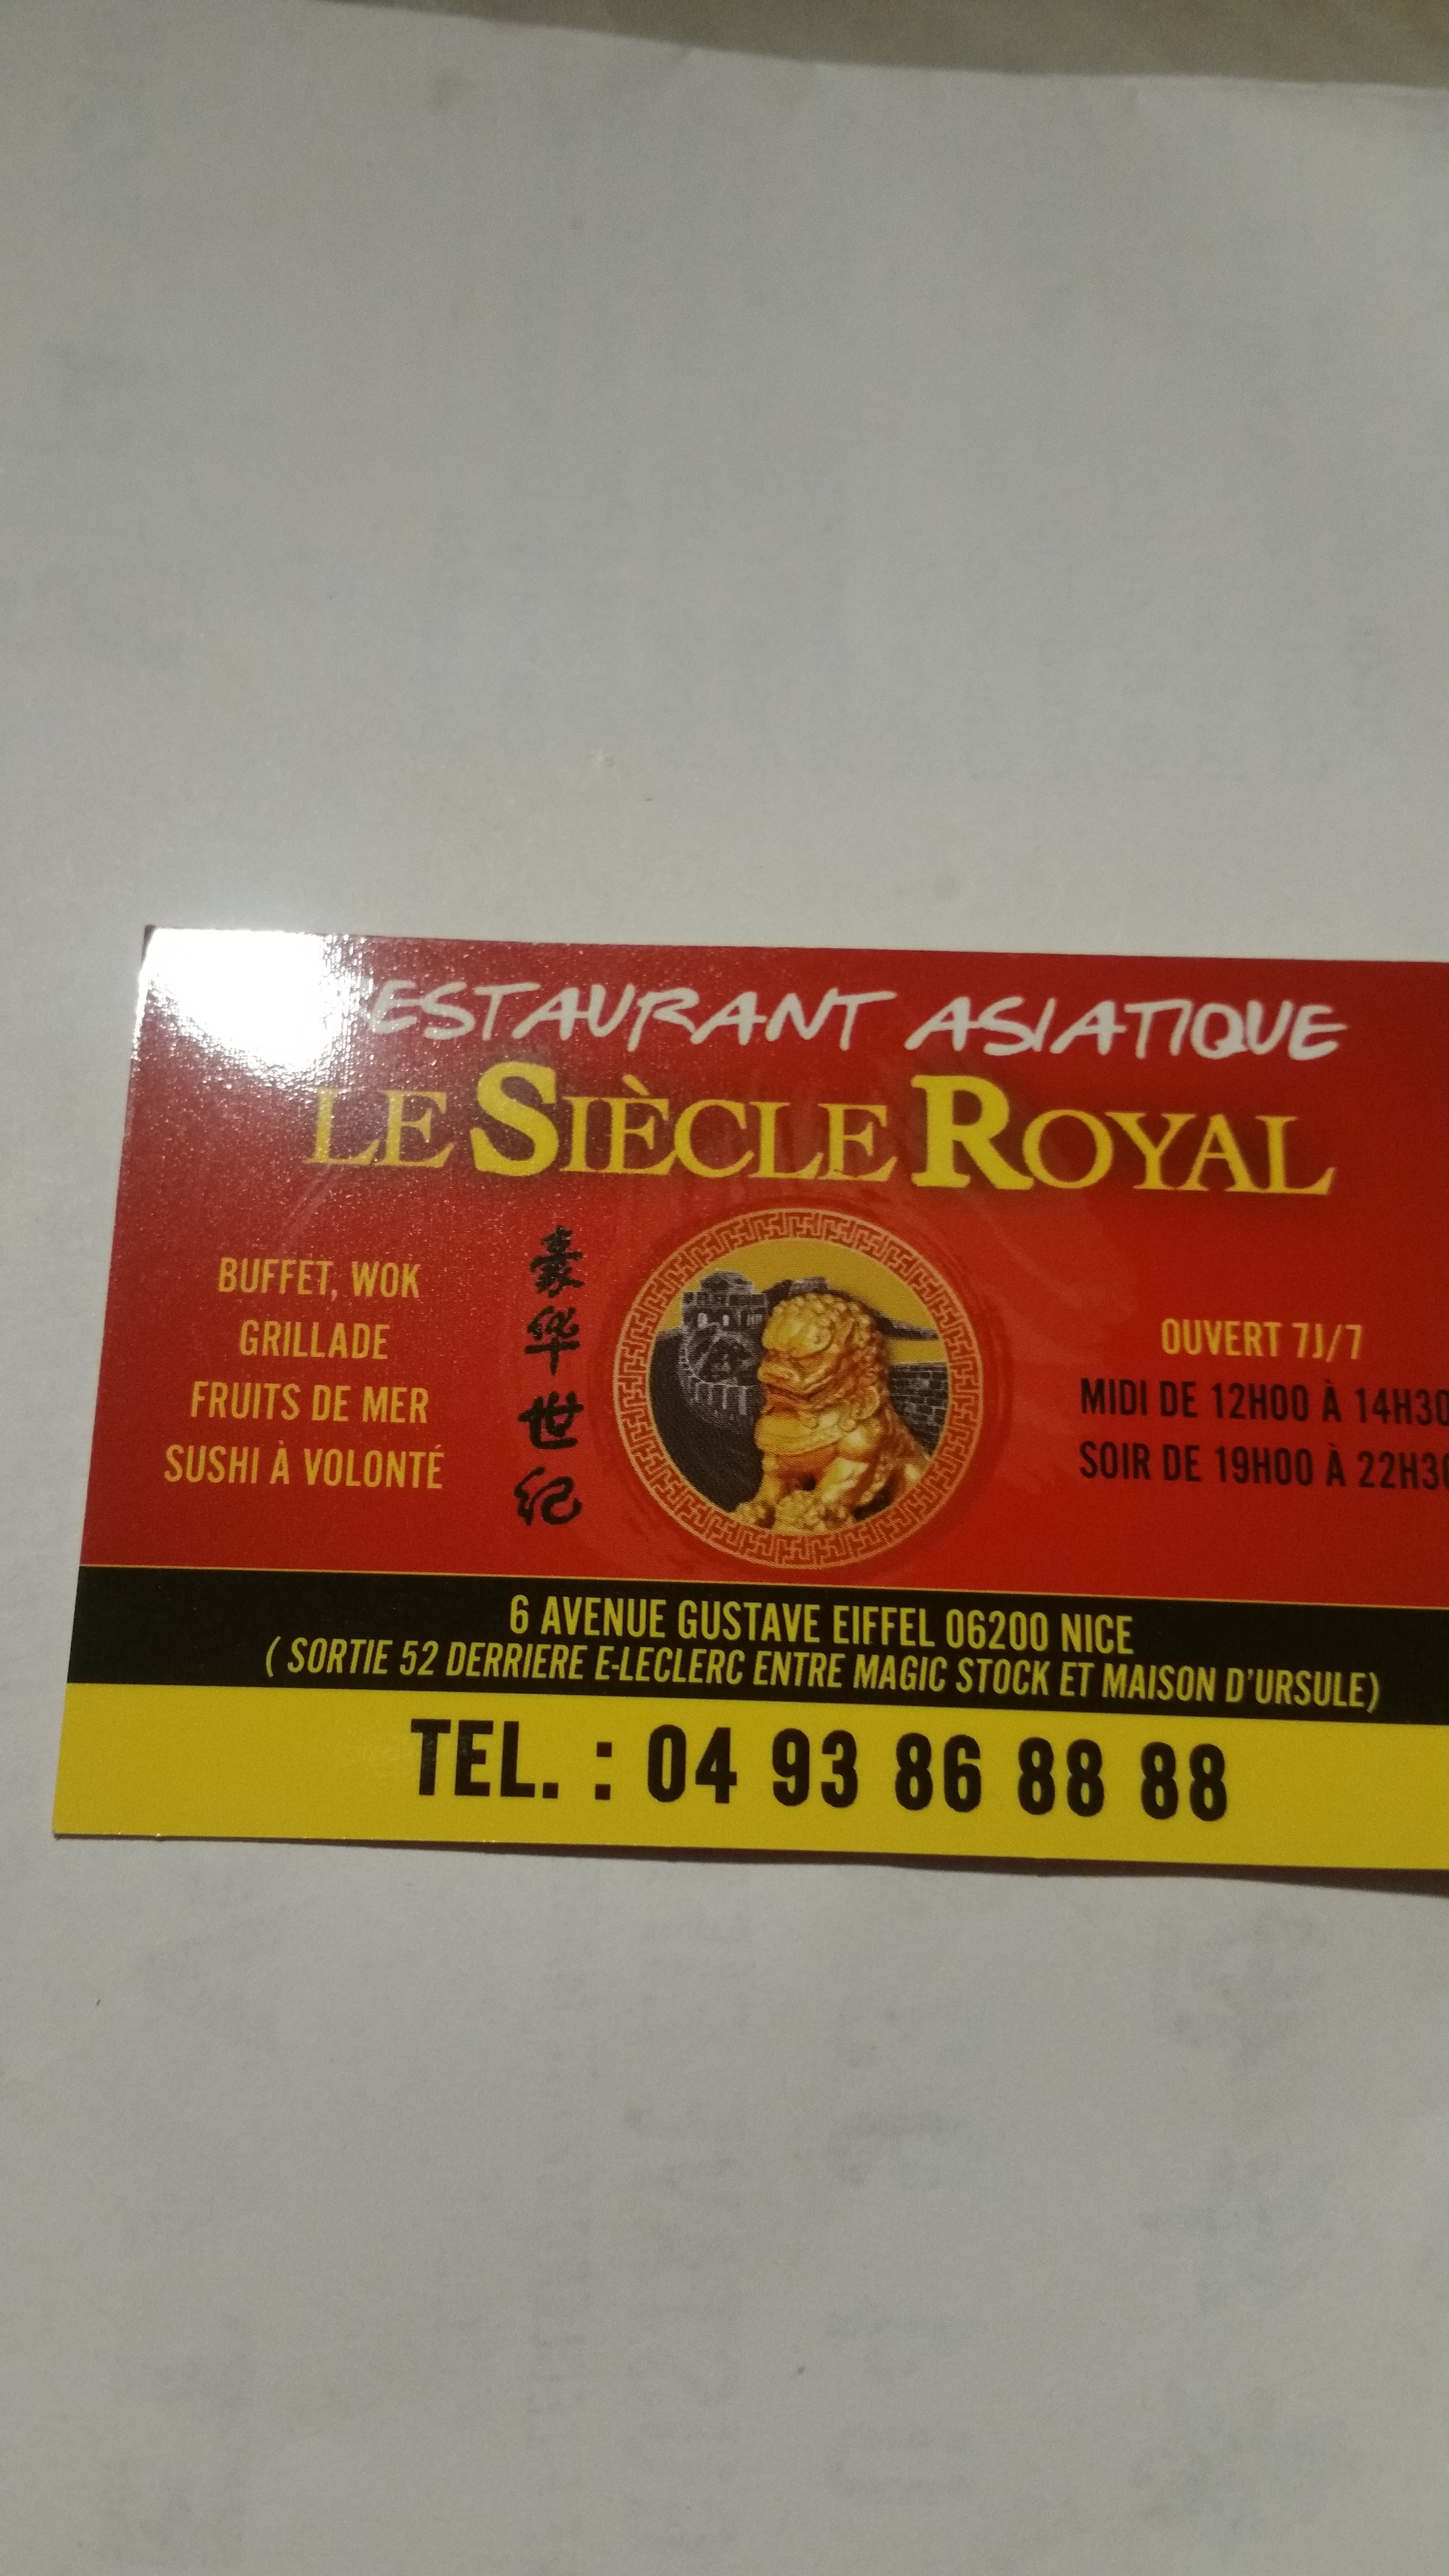 RESTAURANT ASIATIQUE
LE SIÈCLE ROYAL
BUFFET, WOK
GRILLADE
FRUITS DE MER
SUSHI À VOLONTÉ
豪华世纪
OUVERT 7J/7
MIDI DE 12H00 À 14H30
SOIR DE 19H00 À 22H30
6 AVENUE GUSTAVE EIFFEL 06200 NICE
( SORTIE 52 DERRIERE E-LECLERC ENTRE MAGIC STOCK ET MAISON D'URSULE)
TEL. : 04 93 86 88 88